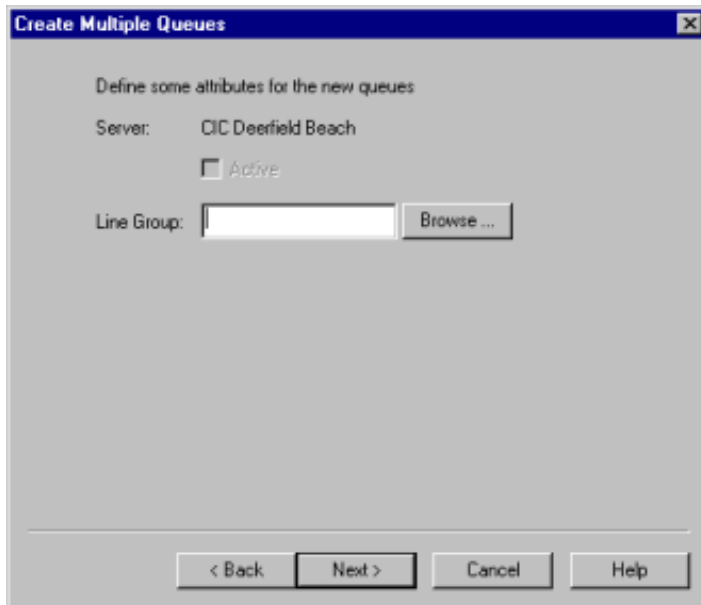 Create Multiple Queues
Define some attributes for the new queues
Server: CIC Deerfield Beach
Active
Line Group: Browse ...
< Back Next > Cancel Help